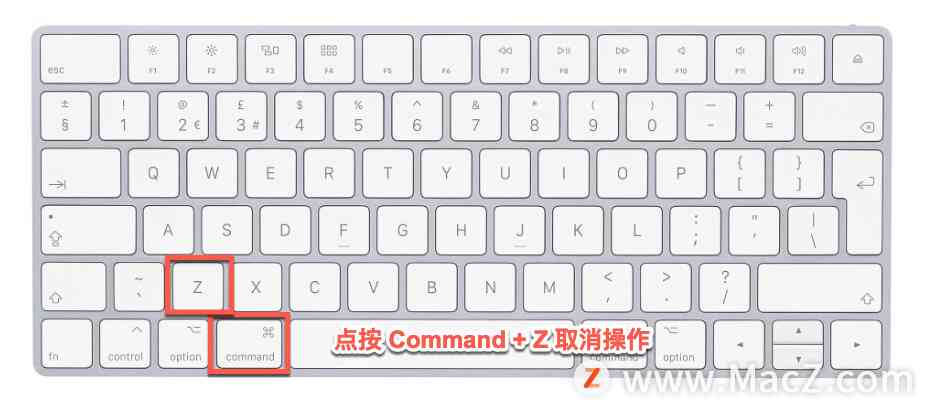 esc F1 F2 F3 F4 F5 F6 F7 F8 F9 F10 F11 F12
± ! @ £ $ % ^ & * ( ) — +
§ 1 2 € 3 # 4 5 6 7 8 9 0 - =
Q W E R T Y U I O P { [ } ]
A S D F G H J K L : ; " ' | \
~ ` Z X C V B N M < , > . ? /
fn control option command command option
点按 Command + Z 取消操作
Z www.MacZ.com